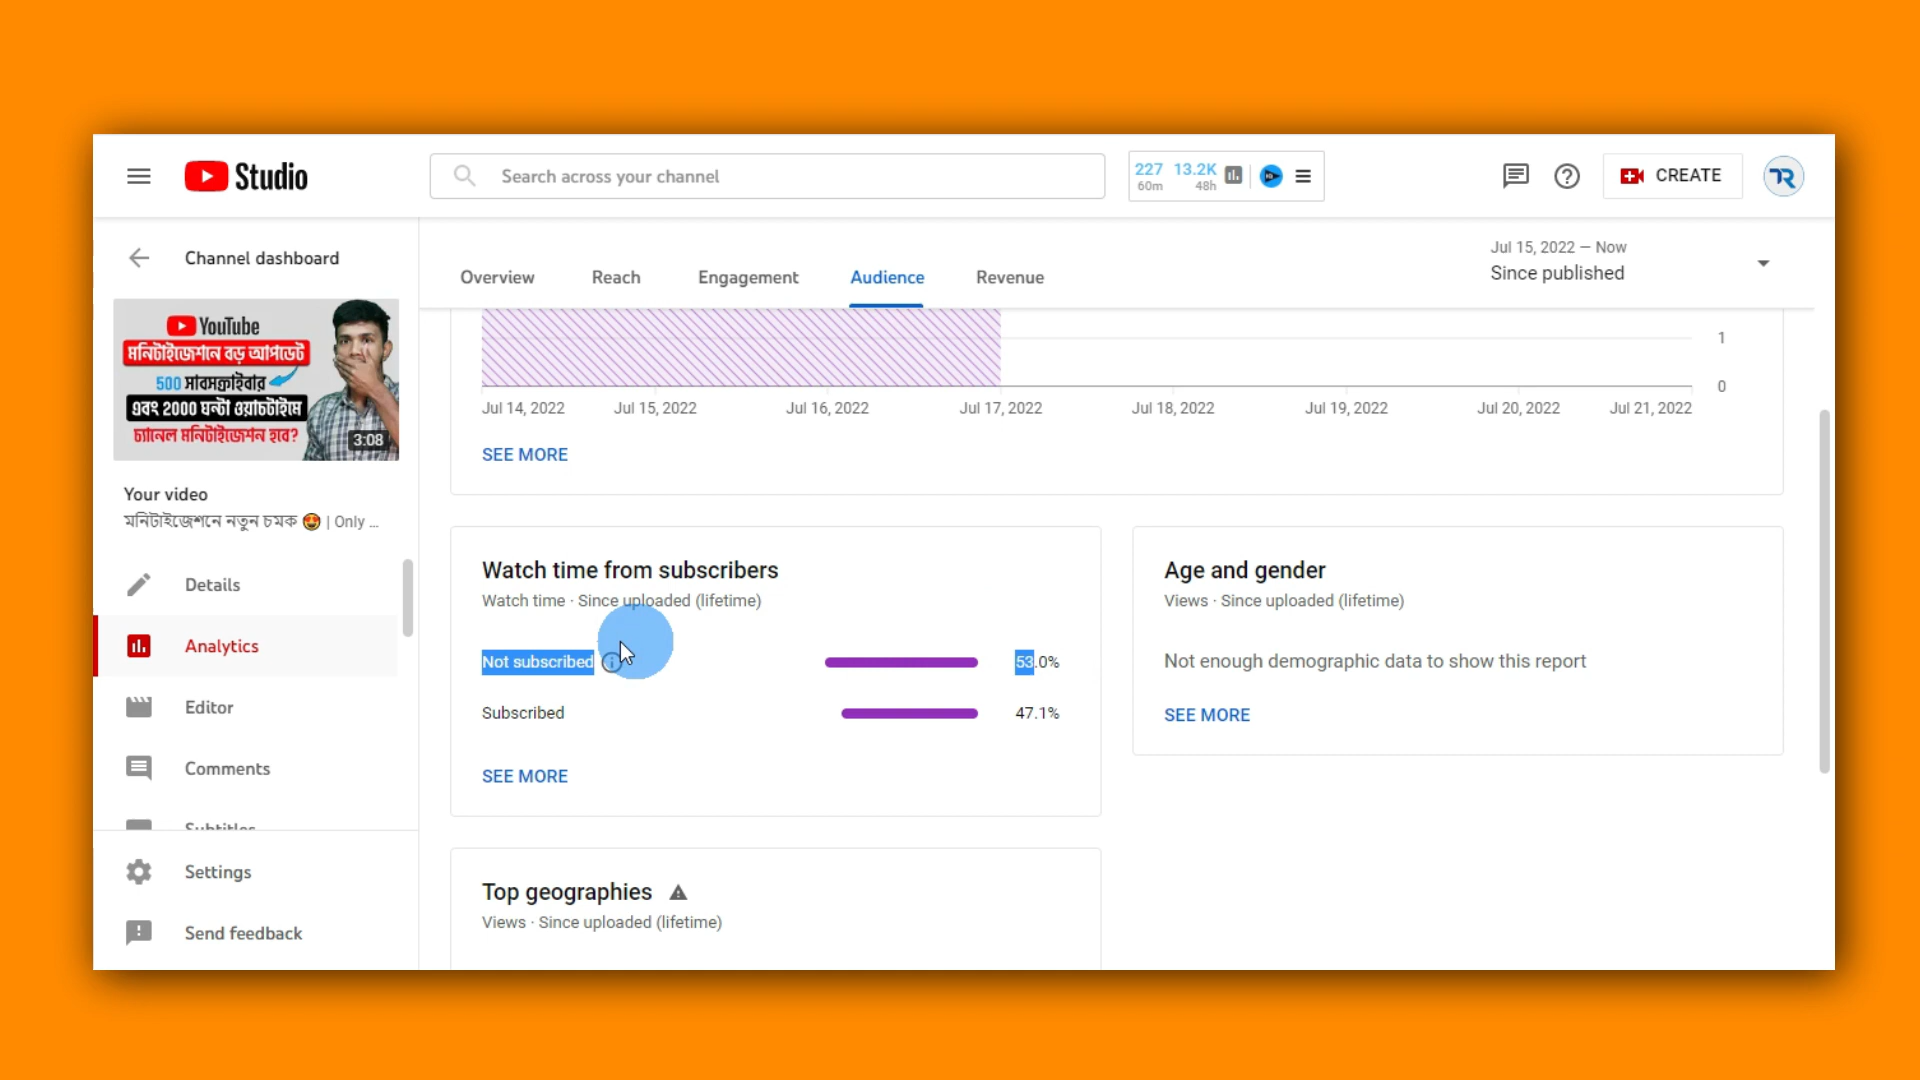 Studio
Search across your channel
227 13.2K
60m 48h
CREATE
TR
Channel dashboard
Overview Reach Engagement Audience Revenue
Jul 15, 2022 – Now
Since published
YouTube
মনিটাইজেশনে বড় আপডেট
500 সাবসক্রাইবার
এবং 2000 ঘন্টা ওয়াচটাইমে
চ্যানেল মনিটাইজেশন হবে?
3:08
Your video
মনিটাইজেশনে নতুন চমক 😍 | Only ...
Details
Analytics
Editor
Comments
Subtitles
Settings
Send feedback
1
0
Jul 14, 2022 Jul 15, 2022 Jul 16, 2022 Jul 17, 2022 Jul 18, 2022 Jul 19, 2022 Jul 20, 2022 Jul 21, 2022
SEE MORE
Watch time from subscribers
Watch time · Since uploaded (lifetime)
Not subscribed 53.0%
Subscribed 47.1%
SEE MORE
Age and gender
Views · Since uploaded (lifetime)
Not enough demographic data to show this report
SEE MORE
Top geographies
Views · Since uploaded (lifetime)